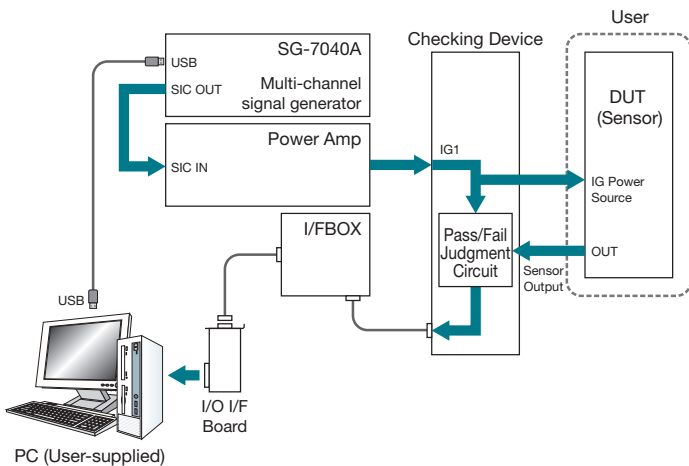 User
Checking Device
SG-7040A
USB
SIC OUT
Multi-channel
signal generator
DUT
(Sensor)
Power Amp
SIC IN
IG1
IG Power
Source
I/FBOX
Pass/Fail
Judgment
Circuit
OUT
Sensor
Output
USB
I/O I/F
Board
PC (User-supplied)